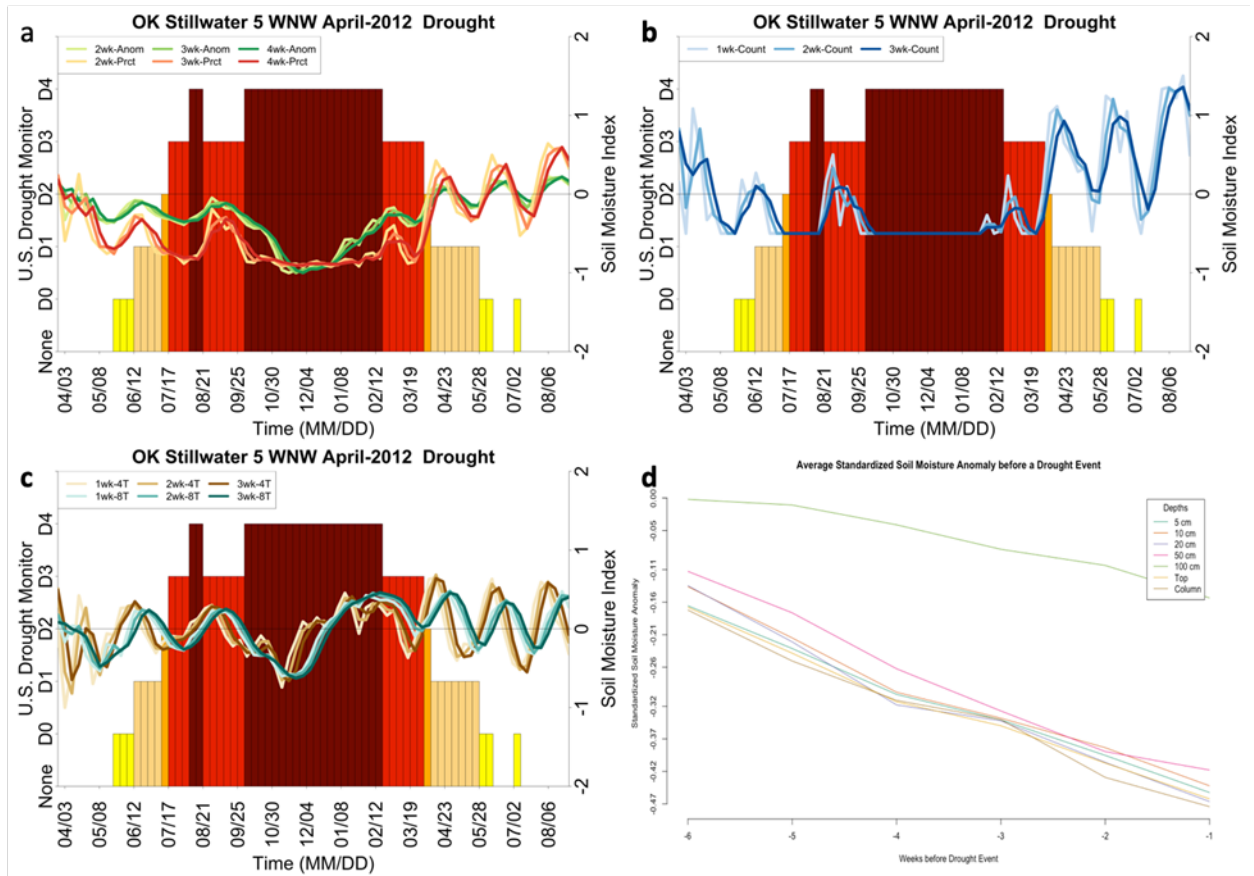 a
OK Stillwater 5 WNW April-2012 Drought
2wk-Anom 3wk-Anom 4wk-Anom
2wk-Prct 3wk-Prct 4wk-Prct
U.S. Drought Monitor
None D0 D1 D2 D3 D4
Soil Moisture Index
-2 -1 0 1 2
04/03 05/08 06/12 07/17 08/21 09/25 10/30 12/04 01/08 02/12 03/19 04/23 05/28 07/02 08/06
Time (MM/DD)
b
OK Stillwater 5 WNW April-2012 Drought
1wk-Count 2wk-Count 3wk-Count
U.S. Drought Monitor
None D0 D1 D2 D3 D4
Soil Moisture Index
-2 -1 0 1 2
04/03 05/08 06/12 07/17 08/21 09/25 10/30 12/04 01/08 02/12 03/19 04/23 05/28 07/02 08/06
Time (MM/DD)
c
OK Stillwater 5 WNW April-2012 Drought
1wk-4T 2wk-4T 3wk-4T
1wk-8T 2wk-8T 3wk-8T
U.S. Drought Monitor
None D0 D1 D2 D3 D4
Soil Moisture Index
-2 -1 0 1 2
04/03 05/08 06/12 07/17 08/21 09/25 10/30 12/04 01/08 02/12 03/19 04/23 05/28 07/02 08/06
Time (MM/DD)
d
Average Standardized Soil Moisture Anomaly before a Drought Event
Depths
5 cm
10 cm
20 cm
50 cm
100 cm
Top
Column
Standardized Soil Moisture Anomaly
-0.47 -0.42 -0.37 -0.32 -0.26 -0.21 -0.16 -0.11 -0.05 0.00
-6 -5 -4 -3 -2 -1
Weeks before Drought Event